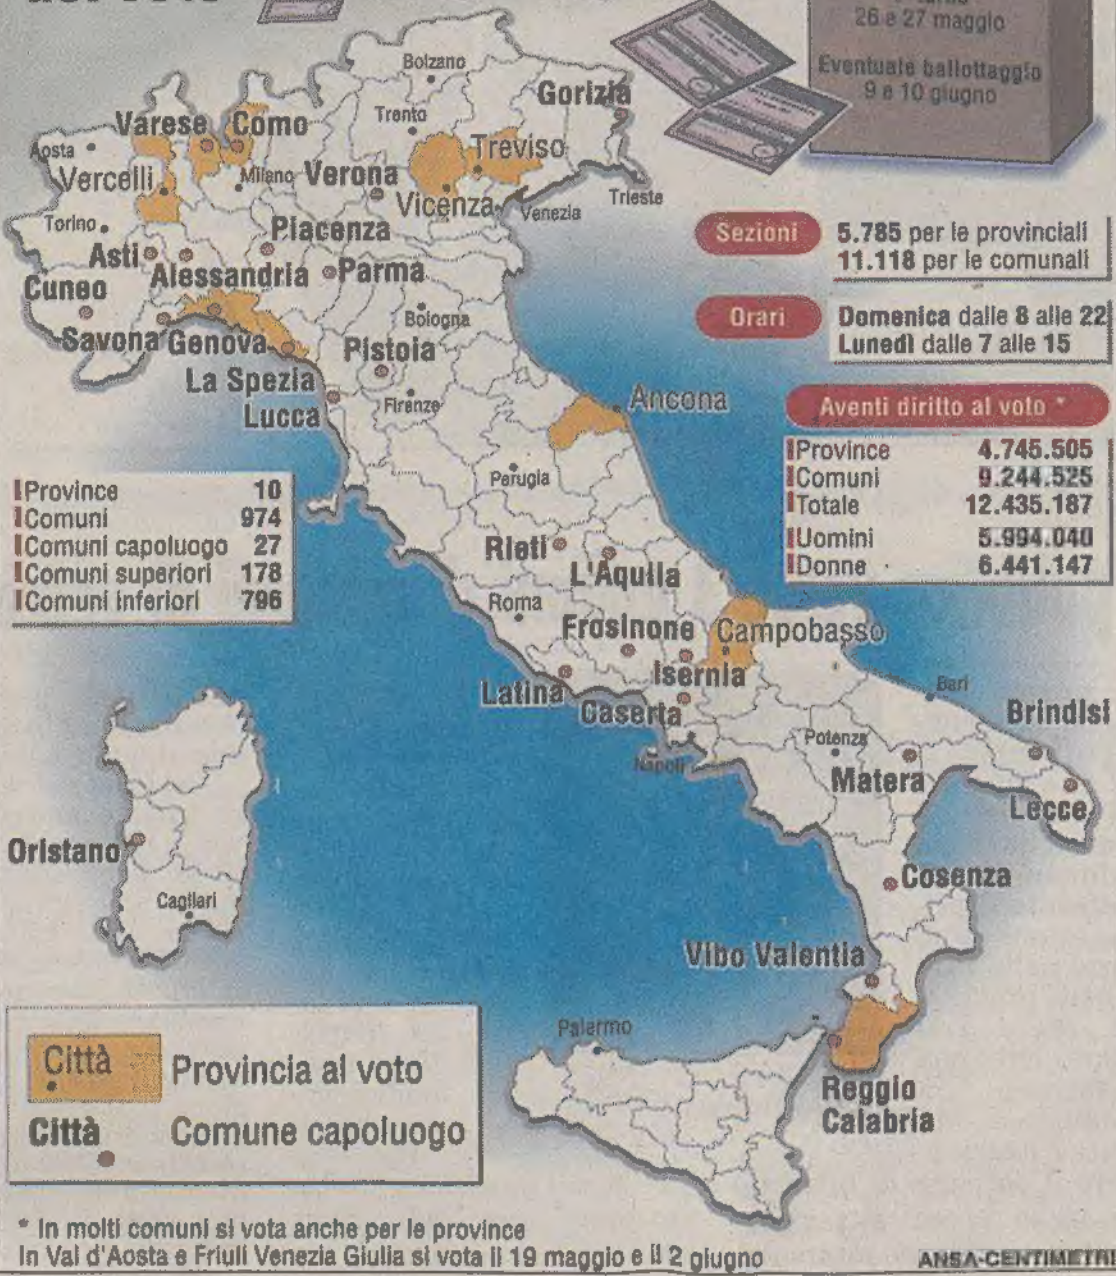 26 e 27 maggio
Eventuale ballottaggio
9 e 10 giugno
Bolzano
Gorizia
Trento
Varese
Como
Aosta
Treviso
Vercelli
Milano
Verona
Vicenza
Venezia
Trieste
Torino
Piacenza
Asti
Alessandria
Parma
Cuneo
Bologna
Savona
Genova
Pistoia
La Spezia
Lucca
Firenze
Ancona
Perugia
Rieti
L'Aquila
Roma
Frosinone
Campobasso
Isernia
Latina
Caserta
Bari
Napoli
Potenza
Brindisi
Matera
Lecce
Oristano
Cagliari
Cosenza
Vibo Valentia
Palermo
Reggio
Calabria
Sezioni
5.785 per le provinciali
11.118 per le comunali
Orari
Domenica dalle 8 alle 22
Lunedì dalle 7 alle 15
Aventi diritto al voto *
Province 4.745.505
Comuni 9.244.525
Totale 12.435.187
Uomini 5.994.040
Donne 6.441.147
Province 10
Comuni 974
Comuni capoluogo 27
Comuni superiori 178
Comuni inferiori 796
Città Provincia al voto
Città Comune capoluogo
* In molti comuni si vota anche per le province
In Val d'Aosta e Friuli Venezia Giulia si vota il 19 maggio e il 2 giugno
ANSA-CENTIMETRI